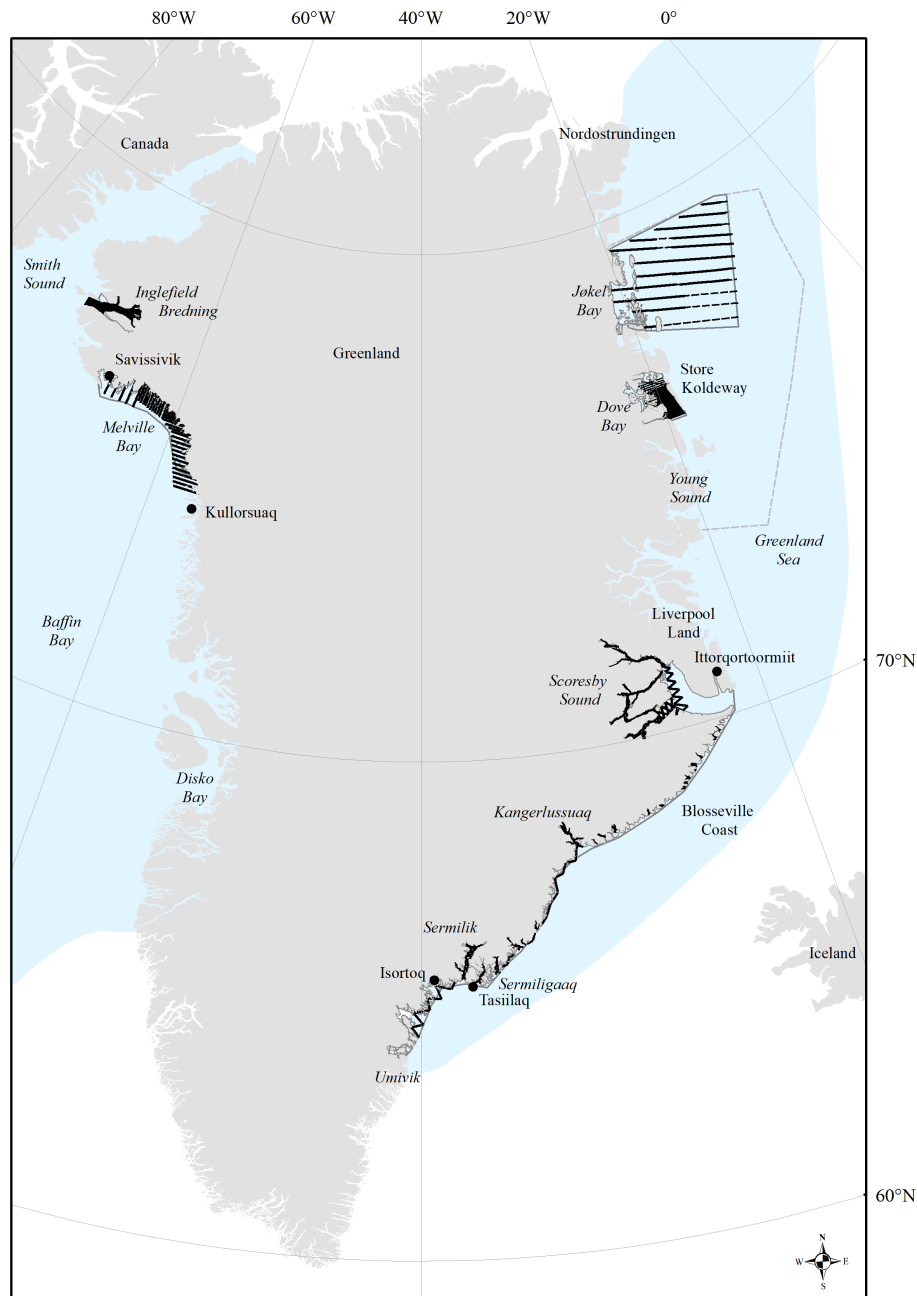 80°W 60°W 40°W 20°W 0°
Nordostrundingen
Canada
Smith
Sound
Inglefield
Bredning
Jøkel
Bay
Savissivik
Greenland
Store
Koldeway
Dove
Bay
Melville
Bay
Young
Sound
Kullorsuaq
Greenland
Sea
Liverpool
Land
Baffin
Bay
Ittorqortoormiit
70°N
Scoresby
Sound
Disko
Bay
Kangerlussuaq
Blosseville
Coast
Sermilik
Iceland
Isortoq
Sermiligaaq
Tasiilaq
Umivik
60°N
N
W E
S